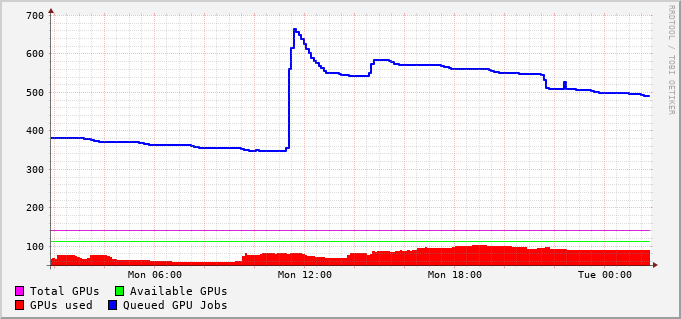 700
600
500
400
300
200
100
Mon 06:00 Mon 12:00 Mon 18:00 Tue 00:00
Total GPUs Available GPUs
GPUs used Queued GPU Jobs
RRDTOOL / TOBI OETIKER